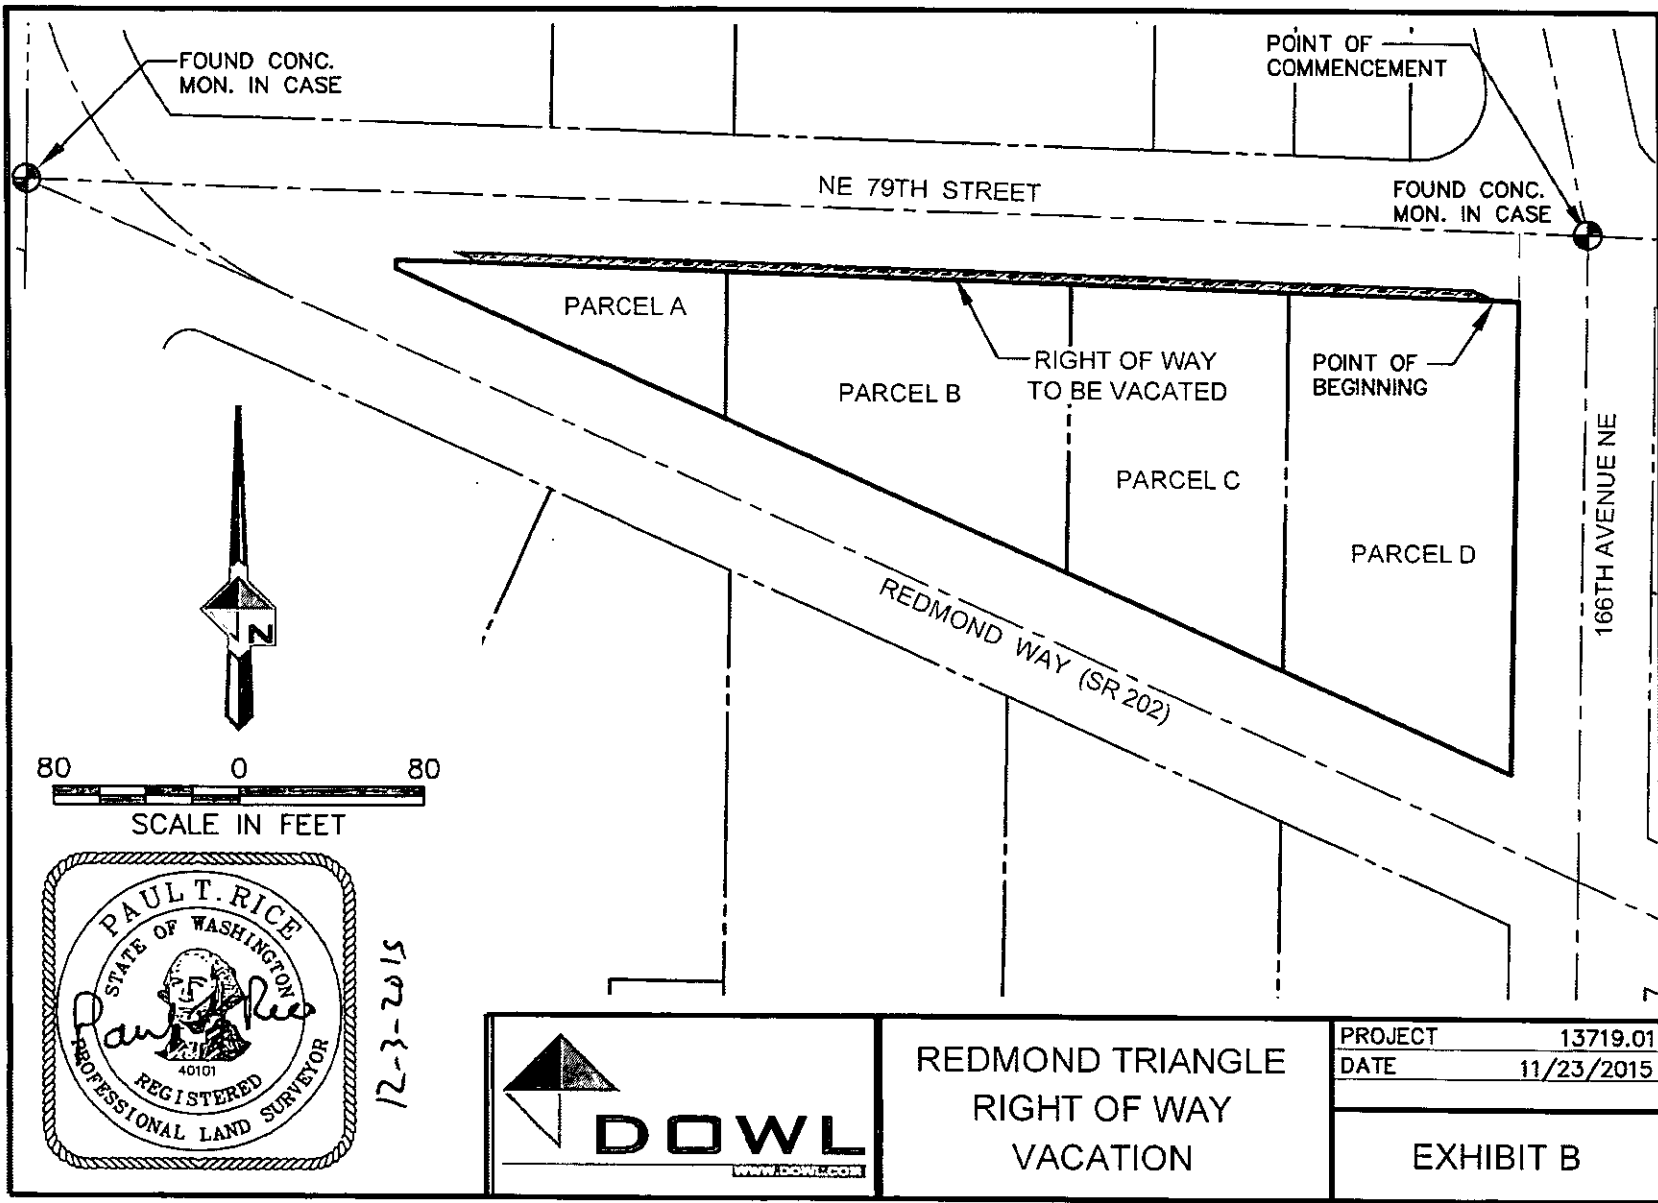 FOUND CONC.
MON. IN CASE
POINT OF
COMMENCEMENT
NE 79TH STREET
FOUND CONC.
MON. IN CASE
PARCEL A
PARCEL B
RIGHT OF WAY
TO BE VACATED
POINT OF
BEGINNING
PARCEL C
PARCEL D
166TH AVENUE NE
REDMOND WAY (SR 202)
N
80 0 80
SCALE IN FEET
PAUL T. RICE
STATE OF WASHINGTON
Paul T Rice
40101
REGISTERED
PROFESSIONAL LAND SURVEYOR
12-3-2015
DOWL
WWW.DOWL.COM
REDMOND TRIANGLE
RIGHT OF WAY
VACATION
PROJECT 13719.01
DATE 11/23/2015
EXHIBIT B